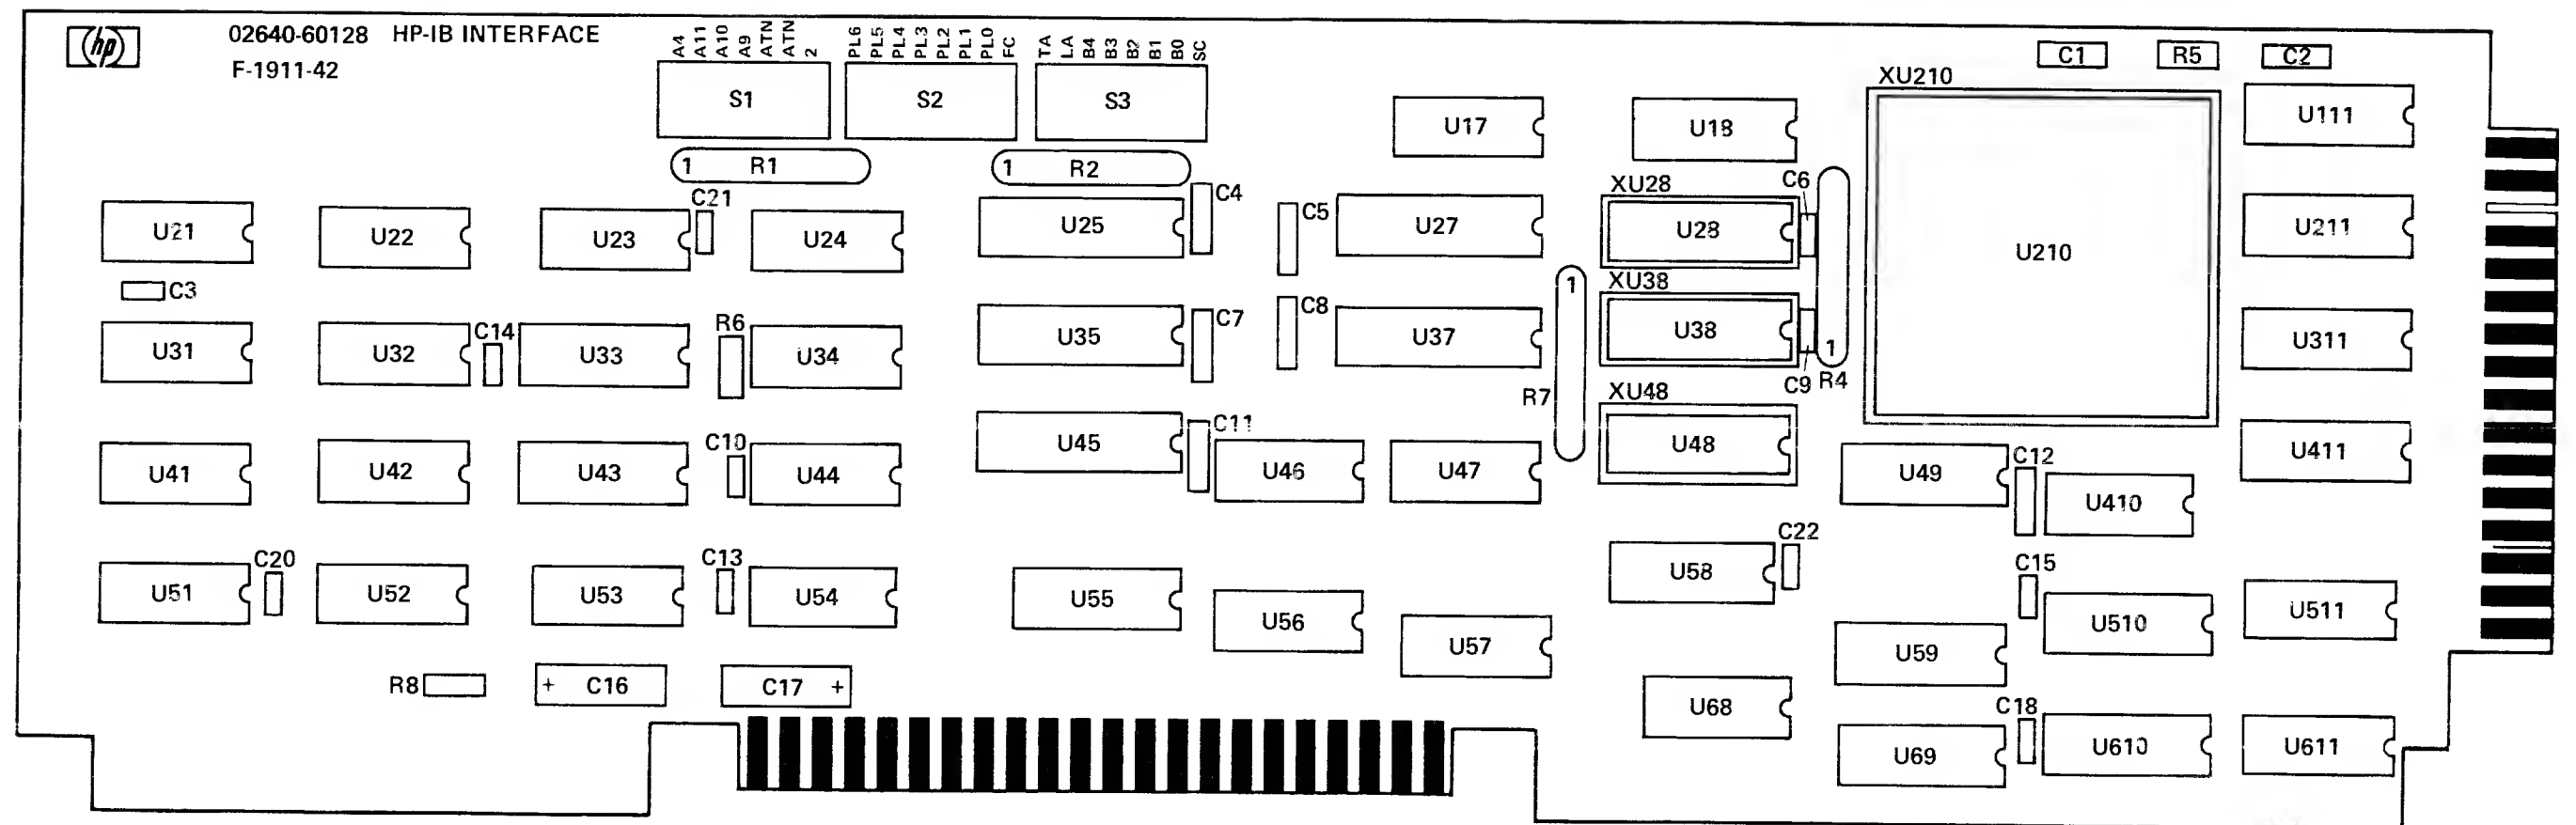 hp
02640-60128 HP-IB INTERFACE
F-1911-42
A4
A11
A10
A9
ATN
ATN
2
PL6
PL5
PL4
PL3
PL2
PL1
PL0
FC
TA
LA
B4
B3
B2
B1
B0
SC
S1
S2
S3
1 R1
1 R2
C1
R5
C2
XU210
U17
U18
U111
C21
C4
C5
XU28
C6
U21
U22
U23
U24
U25
U27
U28
U210
U211
C3
C14
R6
C7
C8
1
XU38
U31
U32
U33
U34
U35
U37
U38
1
U311
R7
C9
R4
XU48
C10
C11
U41
U42
U43
U44
U45
U46
U47
U48
U49
C12
U410
U411
C20
C13
C22
C15
U51
U52
U53
U54
U55
U56
U57
U58
U59
U510
U511
R8
+ C16
C17 +
U68
C18
U69
U610
U611